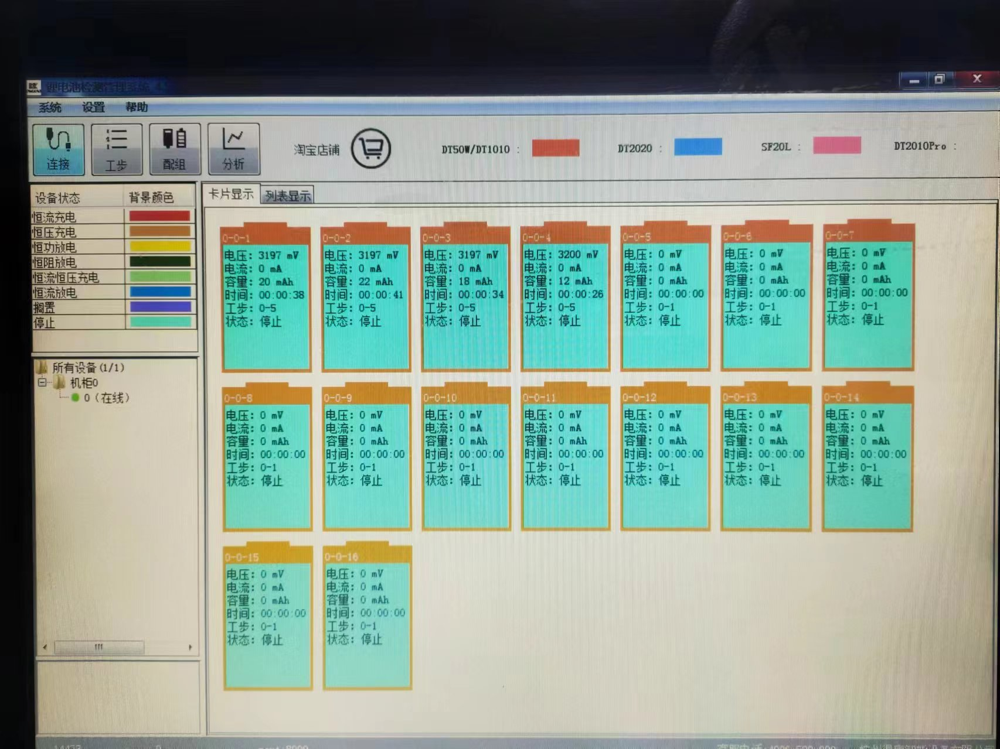 锂电池检测管理系统
系统 设置 帮助
连接 工步 配组 分析 淘宝店铺 DT50W/DT1010 : DT2020 : SF20L : DT2010Pro :
设备状态 背景颜色
恒流充电
恒压充电
恒功放电
恒阻放电
恒流恒压充电
恒流放电
搁置
停止
所有设备(1/1)
机柜0
0 (在线)
卡片显示 列表显示
0-0-1 0-0-2 0-0-3 0-0-4 0-0-5 0-0-6 0-0-7
电压: 3197 mV 电压: 3197 mV 电压: 3197 mV 电压: 3200 mV 电压: 0 mV 电压: 0 mV 电压: 0 mV
电流: 0 mA 电流: 0 mA 电流: 0 mA 电流: 0 mA 电流: 0 mA 电流: 0 mA 电流: 0 mA
容量: 20 mAh 容量: 22 mAh 容量: 18 mAh 容量: 12 mAh 容量: 0 mAh 容量: 0 mAh 容量: 0 mAh
时间: 00:00:38 时间: 00:00:41 时间: 00:00:34 时间: 00:00:26 时间: 00:00:00 时间: 00:00:00 时间: 00:00:00
工步: 0-5 工步: 0-5 工步: 0-5 工步: 0-5 工步: 0-1 工步: 0-1 工步: 0-1
状态: 停止 状态: 停止 状态: 停止 状态: 停止 状态: 停止 状态: 停止 状态: 停止
0-0-8 0-0-9 0-0-10 0-0-11 0-0-12 0-0-13 0-0-14
电压: 0 mV 电压: 0 mV 电压: 0 mV 电压: 0 mV 电压: 0 mV 电压: 0 mV 电压: 0 mV
电流: 0 mA 电流: 0 mA 电流: 0 mA 电流: 0 mA 电流: 0 mA 电流: 0 mA 电流: 0 mA
容量: 0 mAh 容量: 0 mAh 容量: 0 mAh 容量: 0 mAh 容量: 0 mAh 容量: 0 mAh 容量: 0 mAh
时间: 00:00:00 时间: 00:00:00 时间: 00:00:00 时间: 00:00:00 时间: 00:00:00 时间: 00:00:00 时间: 00:00:00
工步: 0-1 工步: 0-1 工步: 0-1 工步: 0-1 工步: 0-1 工步: 0-1 工步: 0-1
状态: 停止 状态: 停止 状态: 停止 状态: 停止 状态: 停止 状态: 停止 状态: 停止
0-0-15 0-0-16
电压: 0 mV 电压: 0 mV
电流: 0 mA 电流: 0 mA
容量: 0 mAh 容量: 0 mAh
时间: 00:00:00 时间: 00:00:00
工步: 0-1 工步: 0-1
状态: 停止 状态: 停止